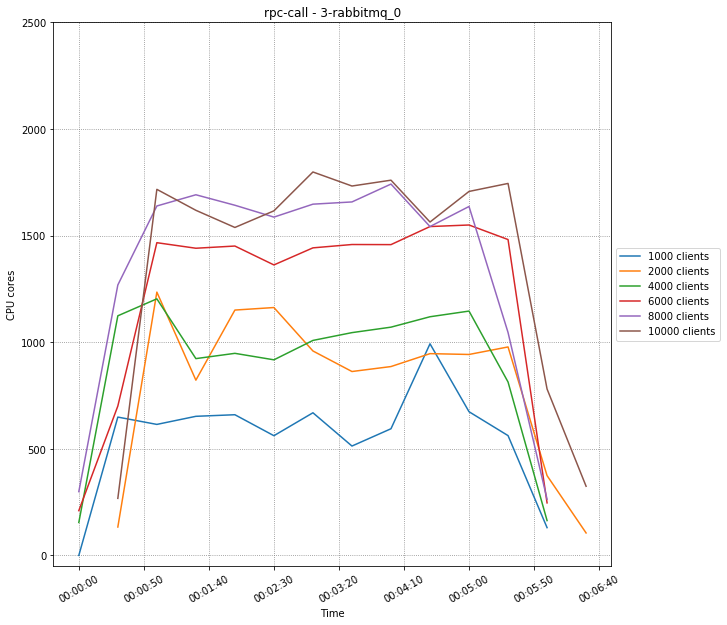 rpc-call - 3-rabbitmq_0
2500
2000
1500
1000
500
0
CPU cores
00:00:00
00:00:50
00:01:40
00:02:30
00:03:20
00:04:10
00:05:00
00:05:50
00:06:40
Time
1000 clients
2000 clients
4000 clients
6000 clients
8000 clients
10000 clients